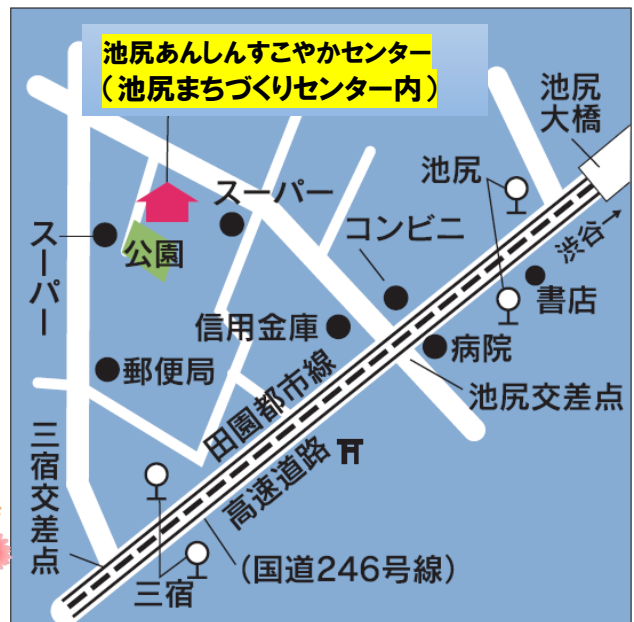 池尻あんしんすこやかセンター
(池尻まちづくりセンター内)
池尻
大橋
池尻
スーパー
渋谷→
コンビニ
スーパー
公園
書店
信用金庫
病院
郵便局
池尻交差点
田園都市線
高速道路
三宿交差点
(国道246号線)
三宿